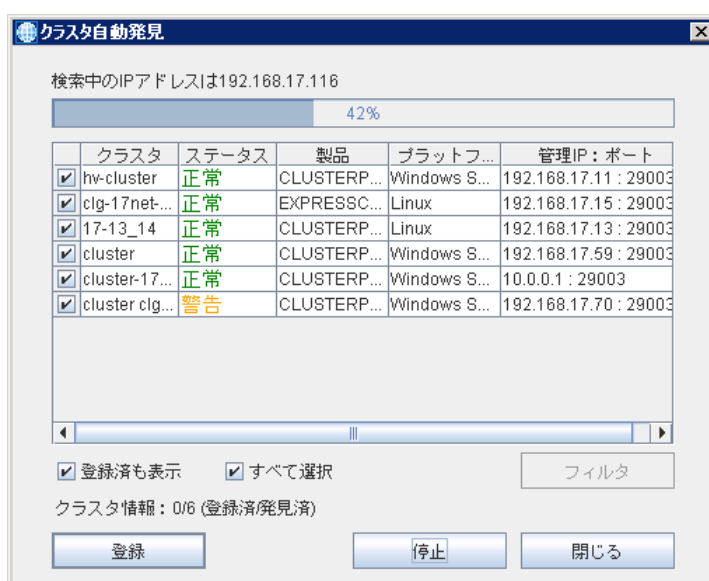 クラスタ自動発見
検索中のIPアドレスは192.168.17.116
42%
クラスタ ステータス 製品 プラットフ... 管理IP：ポート
hv-cluster 正常 CLUSTERP... Windows S... 192.168.17.11 : 29003
clg-17net-... 正常 EXPRESSC... Linux 192.168.17.15 : 29003
17-13_14 正常 CLUSTERP... Linux 192.168.17.13 : 29003
cluster 正常 CLUSTERP... Windows S... 192.168.17.59 : 29003
cluster-17... 正常 CLUSTERP... Windows S... 10.0.0.1 : 29003
cluster clg... 警告 CLUSTERP... Windows S... 192.168.17.70 : 29003
登録済も表示 すべて選択 フィルタ
クラスタ情報：0/6 (登録済/発見済)
登録 停止 閉じる